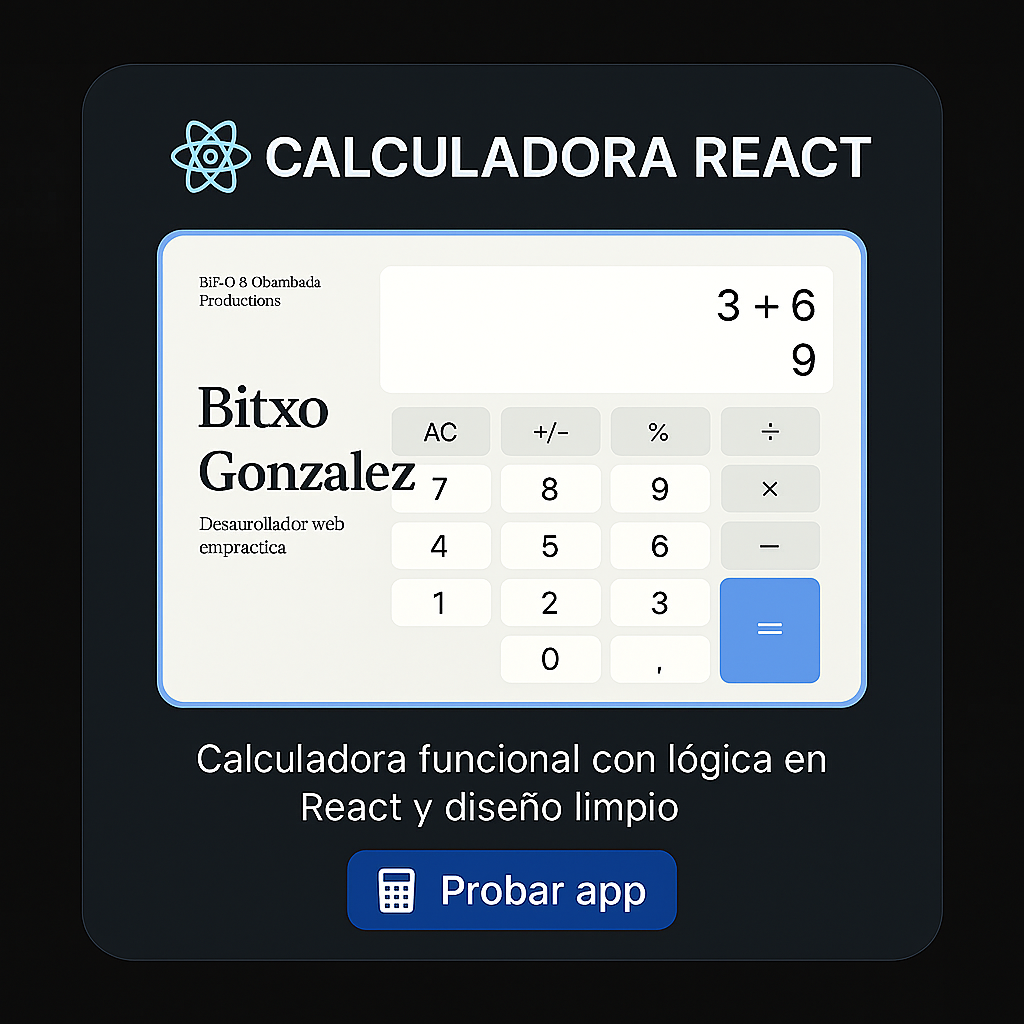 CALCULADORA REACT
BiF-O 8 Obambada
Productions
3 + 6
9
Bitxo
Gonzalez
Desaurollador web
empractica
AC +/− % ÷
7 8 9 ×
4 5 6 −
1 2 3 =
0 ,
Calculadora funcional con lógica en
React y diseño limpio
Probar app